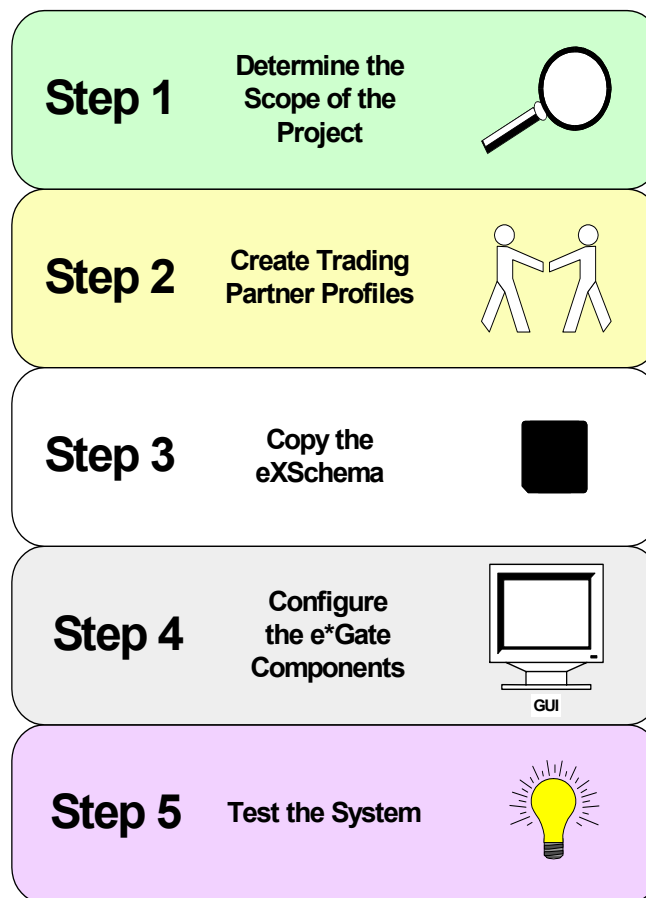 Step 1
Determine the
Scope of the
Project
Step 2
Create Trading
Partner Profiles
Step 3
Copy the
eXSchema
Step 4
Configure
the e*Gate
Components
GUI
Step 5
Test the System